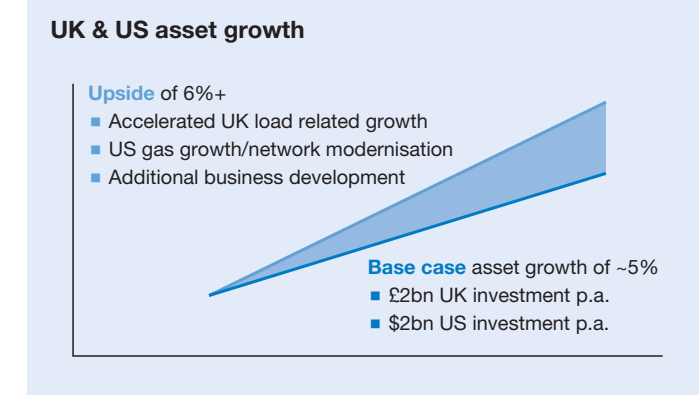 UK & US asset growth
Upside of 6%+
Accelerated UK load related growth
US gas growth/network modernisation
Additional business development
Base case asset growth of ~5%
£2bn UK investment p.a.
$2bn US investment p.a.